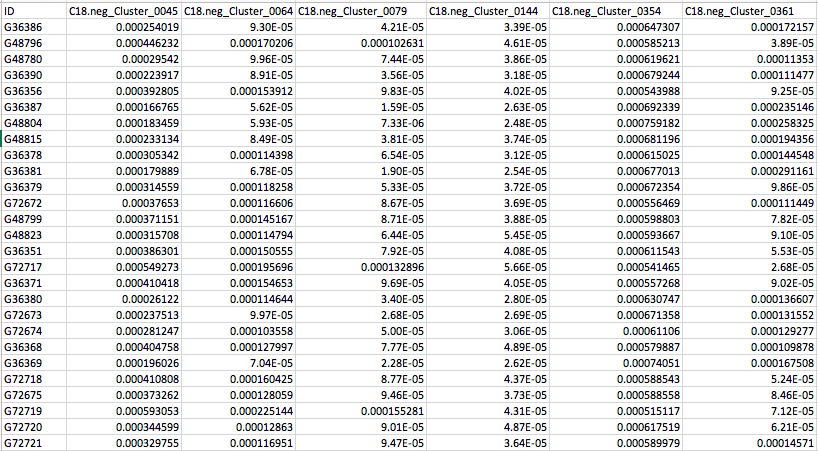 ID C18.neg_Cluster_0045 C18.neg_Cluster_0064 C18.neg_Cluster_0079 C18.neg_Cluster_0144 C18.neg_Cluster_0354 C18.neg_Cluster_0361
G36386 0.000254019 9.30E-05 4.21E-05 3.39E-05 0.000647307 0.000172157
G48796 0.000446232 0.000170206 0.000102631 4.61E-05 0.000585213 3.89E-05
G48780 0.00029542 9.96E-05 7.44E-05 3.86E-05 0.000619621 0.00011353
G36390 0.000223917 8.91E-05 3.56E-05 3.18E-05 0.000679244 0.000111477
G36356 0.000392805 0.000153912 9.83E-05 4.02E-05 0.000543988 9.25E-05
G36387 0.000166765 5.62E-05 1.59E-05 2.63E-05 0.000692339 0.000235146
G48804 0.000183459 5.93E-05 7.33E-06 2.48E-05 0.000759182 0.000258325
G48815 0.000233134 8.49E-05 3.81E-05 3.74E-05 0.000681196 0.000194356
G36378 0.000305342 0.000114398 6.54E-05 3.12E-05 0.000615025 0.000144548
G36381 0.000179889 6.78E-05 1.90E-05 2.54E-05 0.000677013 0.000291161
G36379 0.000314559 0.000118258 5.33E-05 3.72E-05 0.000672354 9.86E-05
G72672 0.00037653 0.000116606 8.67E-05 3.69E-05 0.000556469 0.000111449
G48799 0.000371151 0.000145167 8.71E-05 3.88E-05 0.000598803 7.82E-05
G48823 0.000315708 0.000114794 6.44E-05 5.45E-05 0.000593667 9.10E-05
G36351 0.000386301 0.000150555 7.92E-05 4.08E-05 0.000611543 5.53E-05
G72717 0.000549273 0.000195696 0.000132896 5.66E-05 0.000541465 2.68E-05
G36371 0.000410418 0.000154653 9.69E-05 4.05E-05 0.000557268 9.02E-05
G36380 0.00026122 0.000114644 3.40E-05 2.80E-05 0.000630747 0.000136607
G72673 0.000237513 9.97E-05 2.68E-05 2.69E-05 0.000671358 0.000131552
G72674 0.000281247 0.000103558 5.00E-05 3.06E-05 0.00061106 0.000129277
G36368 0.000404758 0.000127997 7.77E-05 4.89E-05 0.000579887 0.000109878
G36369 0.000196026 7.04E-05 2.28E-05 2.62E-05 0.00074051 0.000167508
G72718 0.000410808 0.000160425 8.77E-05 4.37E-05 0.000588543 5.24E-05
G72675 0.000373262 0.000128059 9.46E-05 3.73E-05 0.000588558 8.46E-05
G72719 0.000593053 0.000225144 0.000155281 4.31E-05 0.000515117 7.12E-05
G72720 0.000344599 0.00012863 9.01E-05 4.87E-05 0.000617519 6.21E-05
G72721 0.000329755 0.000116951 9.47E-05 3.64E-05 0.000589979 0.00014571